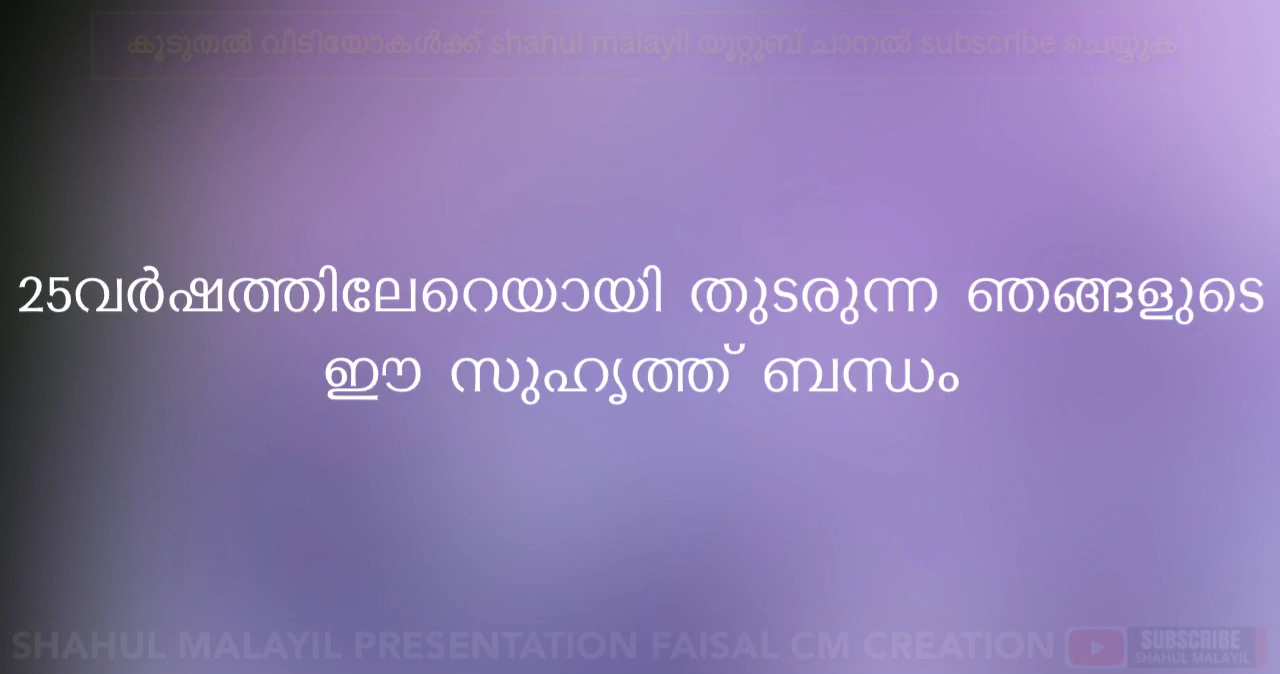 കൂടുതൽ വീടിയോകൾക്ക് shahul malayil യൂറ്റൂബ് ചാനൽ subscribe ചെയ്യുക
25വർഷത്തിലേറെയായി തുടരുന്ന ഞങ്ങളുടെ
ഈ സുഹൃത്ത് ബന്ധം
SHAHUL MALAYIL PRESENTATION FAISAL CM CREATION
SUBSCRIBE
SHAHUL MALAYIL